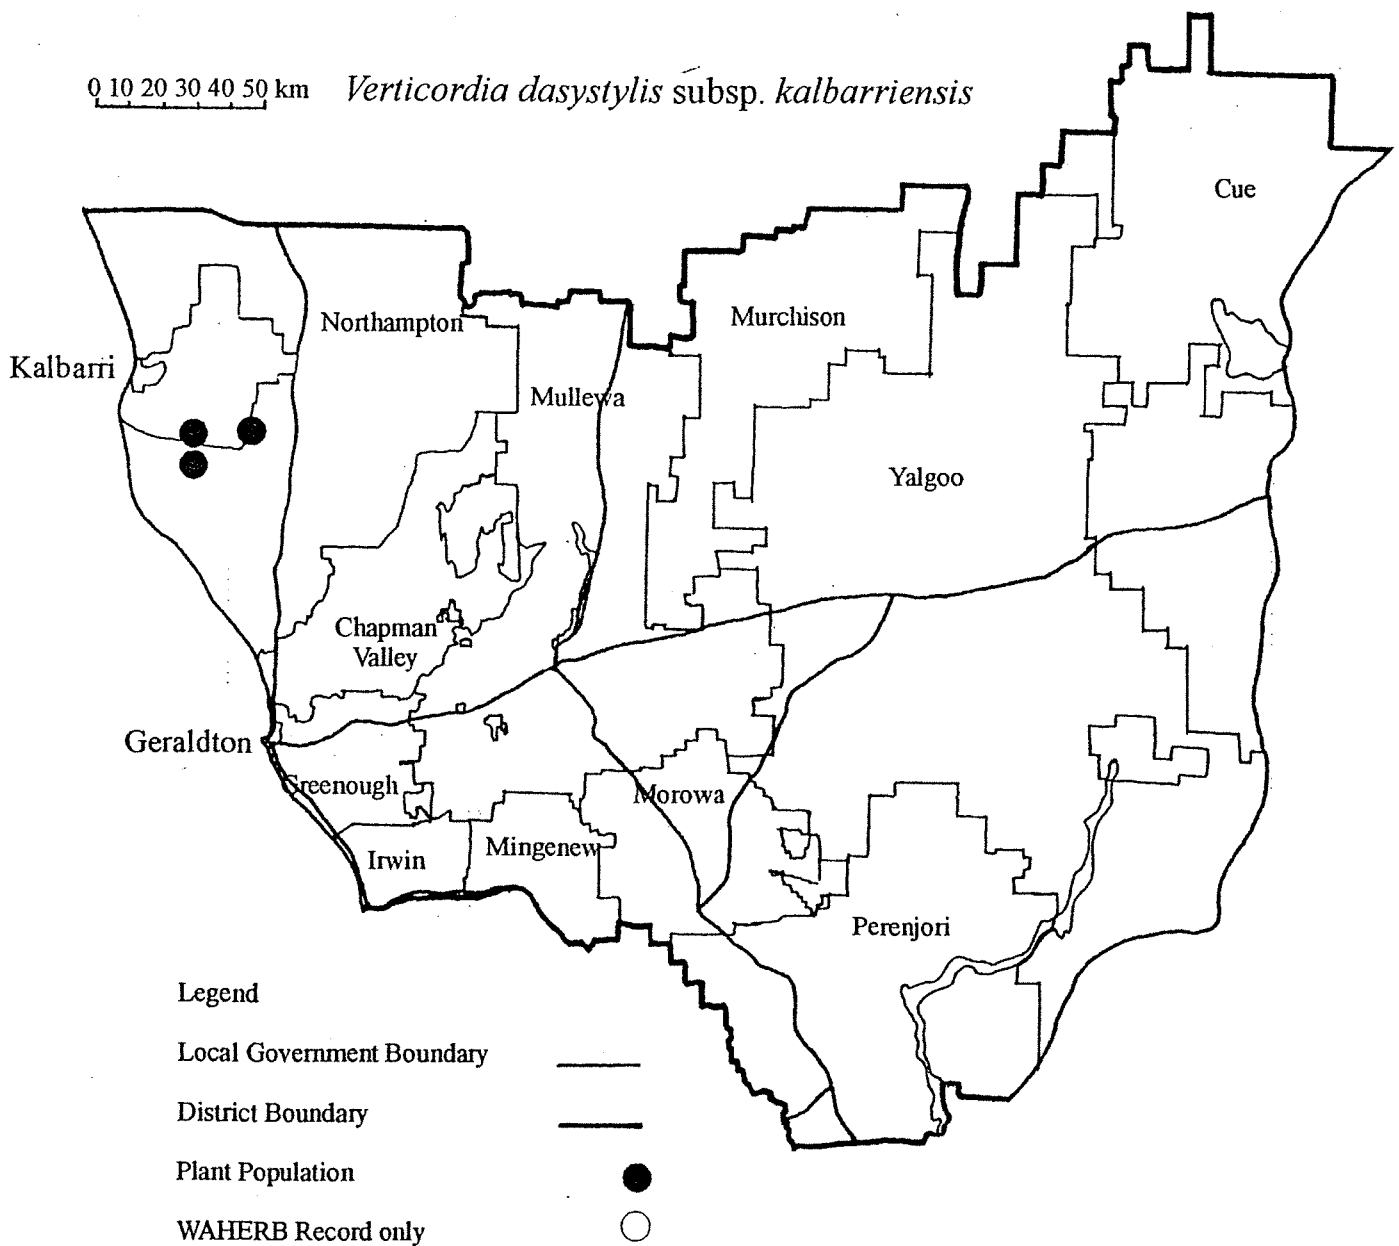 0 10 20 30 40 50 km
Verticordia dasystylis subsp. kalbarriensis
Cue
Northampton
Murchison
Kalbarri
Mullewa
Yalgoo
Chapman
Valley
Geraldton
Greenough
Morowa
Irwin
Mingenew
Perenjori
Legend
Local Government Boundary
District Boundary
Plant Population
WAHERB Record only